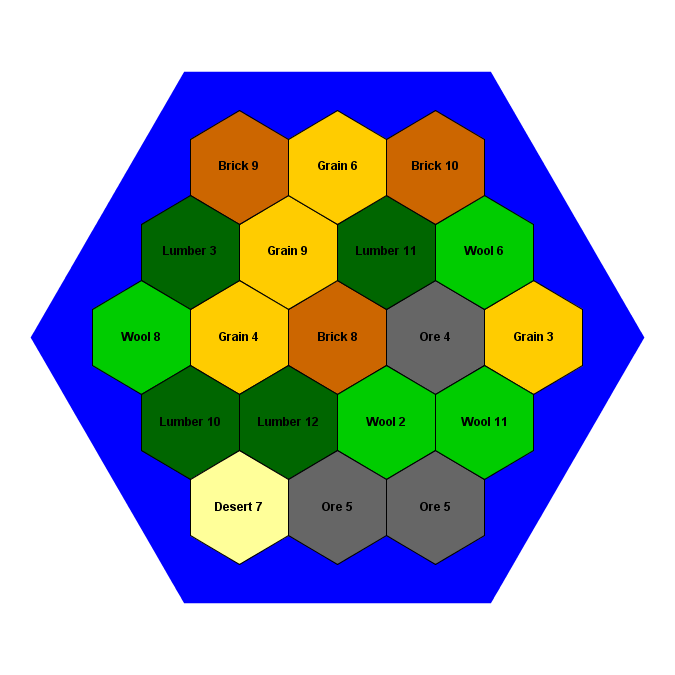 Brick 9 Grain 6 Brick 10
Lumber 3 Grain 9 Lumber 11 Wool 6
Wool 8 Grain 4 Brick 8 Ore 4 Grain 3
Lumber 10 Lumber 12 Wool 2 Wool 11
Desert 7 Ore 5 Ore 5